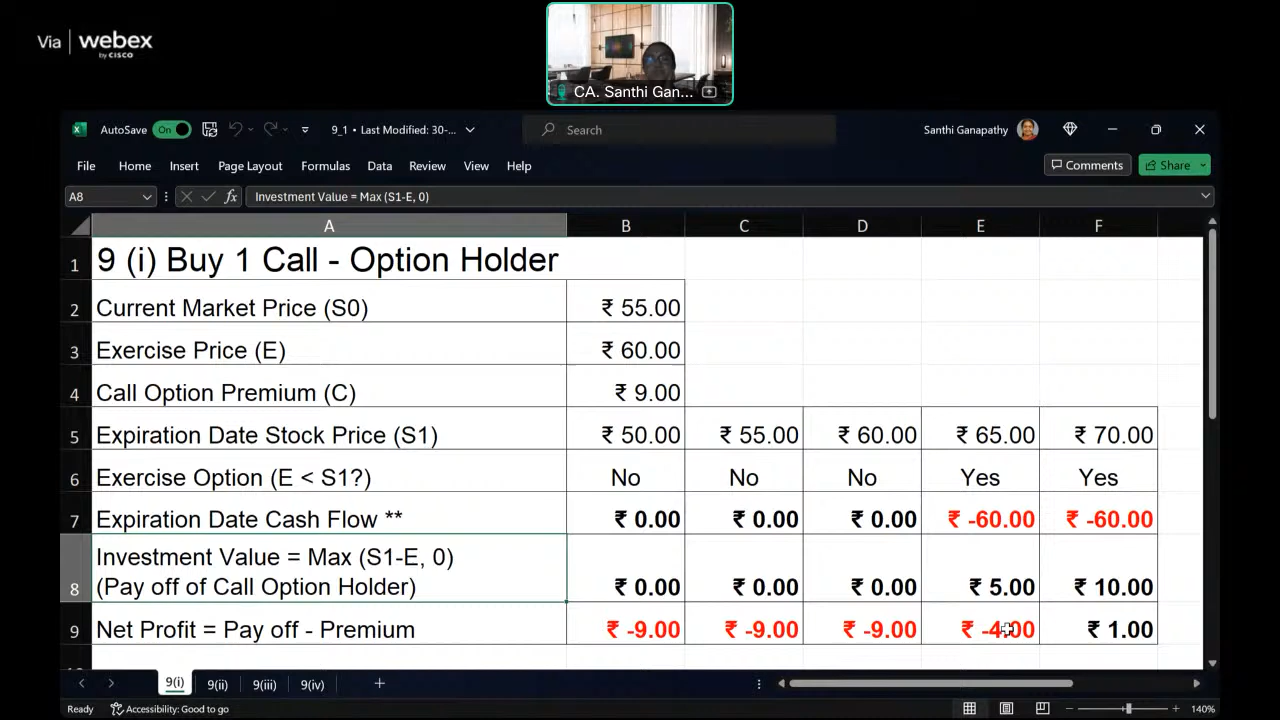 Via webex
by CISCO
CA. Santhi Gan...
AutoSave On 9_1 • Last Modified: 30-... Search Santhi Ganapathy
File Home Insert Page Layout Formulas Data Review View Help Comments Share
A8 fx Investment Value = Max (S1-E, 0)
A B C D E F
1 9 (i) Buy 1 Call - Option Holder
2 Current Market Price (S0) ₹ 55.00
3 Exercise Price (E) ₹ 60.00
4 Call Option Premium (C) ₹ 9.00
5 Expiration Date Stock Price (S1) ₹ 50.00 ₹ 55.00 ₹ 60.00 ₹ 65.00 ₹ 70.00
6 Exercise Option (E < S1?) No No No Yes Yes
7 Expiration Date Cash Flow ** ₹ 0.00 ₹ 0.00 ₹ 0.00 ₹ -60.00 ₹ -60.00
Investment Value = Max (S1-E, 0)
8 (Pay off of Call Option Holder) ₹ 0.00 ₹ 0.00 ₹ 0.00 ₹ 5.00 ₹ 10.00
9 Net Profit = Pay off - Premium ₹ -9.00 ₹ -9.00 ₹ -9.00 ₹ -4.00 ₹ 1.00
9(i) 9(ii) 9(iii) 9(iv)
Ready Accessibility: Good to go 140%